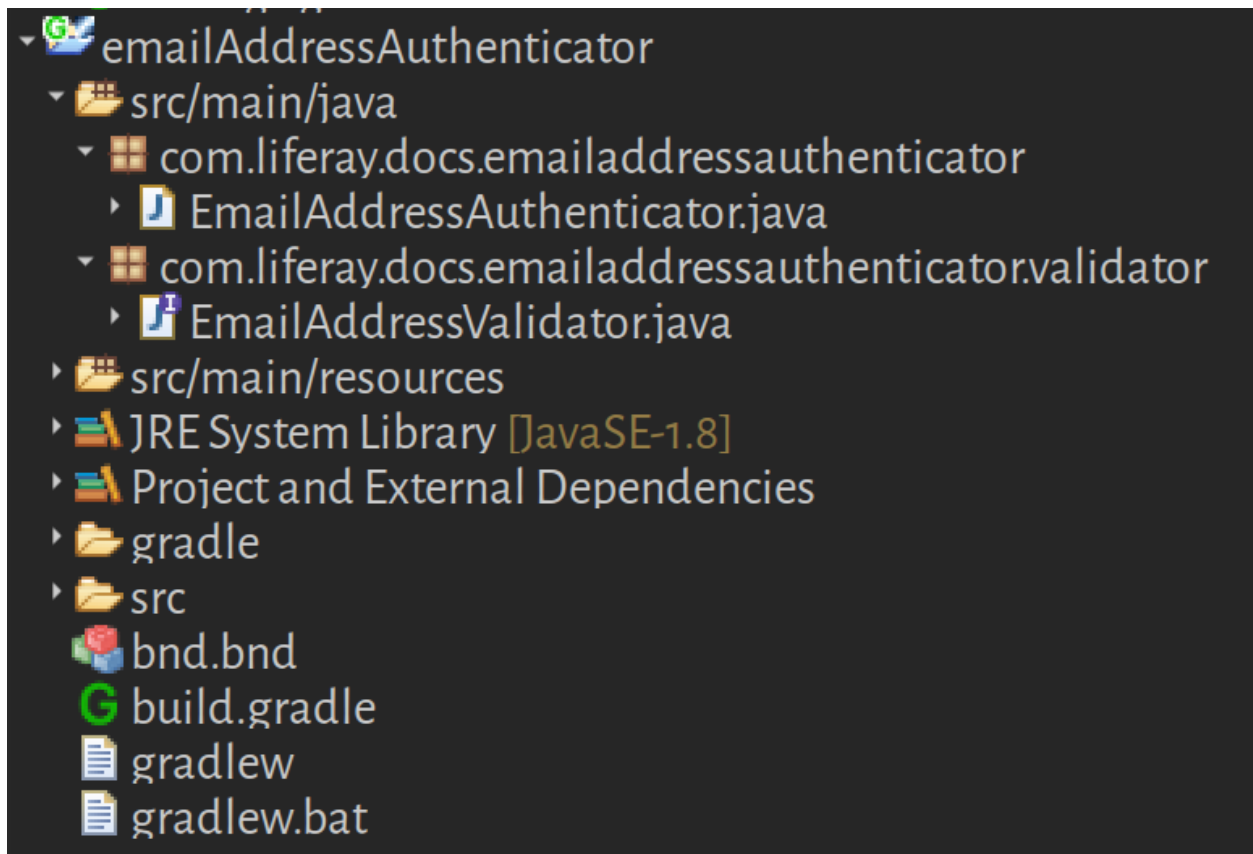 emailAddressAuthenticator
src/main/java
com.liferay.docs.emailaddressauthenticator
EmailAddressAuthenticator.java
com.liferay.docs.emailaddressauthenticator.validator
EmailAddressValidator.java
src/main/resources
JRE System Library [JavaSE-1.8]
Project and External Dependencies
gradle
src
bnd.bnd
build.gradle
gradlew
gradlew.bat